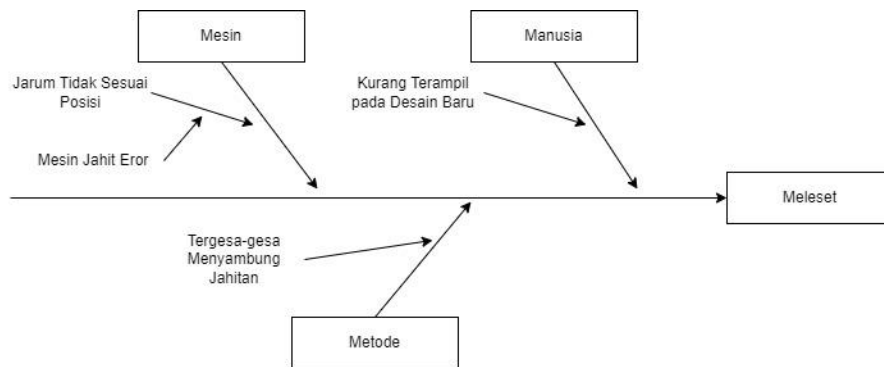 Mesin
Manusia
Jarum Tidak Sesuai
Posisi
Kurang Terampil
pada Desain Baru
Mesin Jahit Eror
Meleset
Tergesa-gesa
Menyambung
Jahitan
Metode